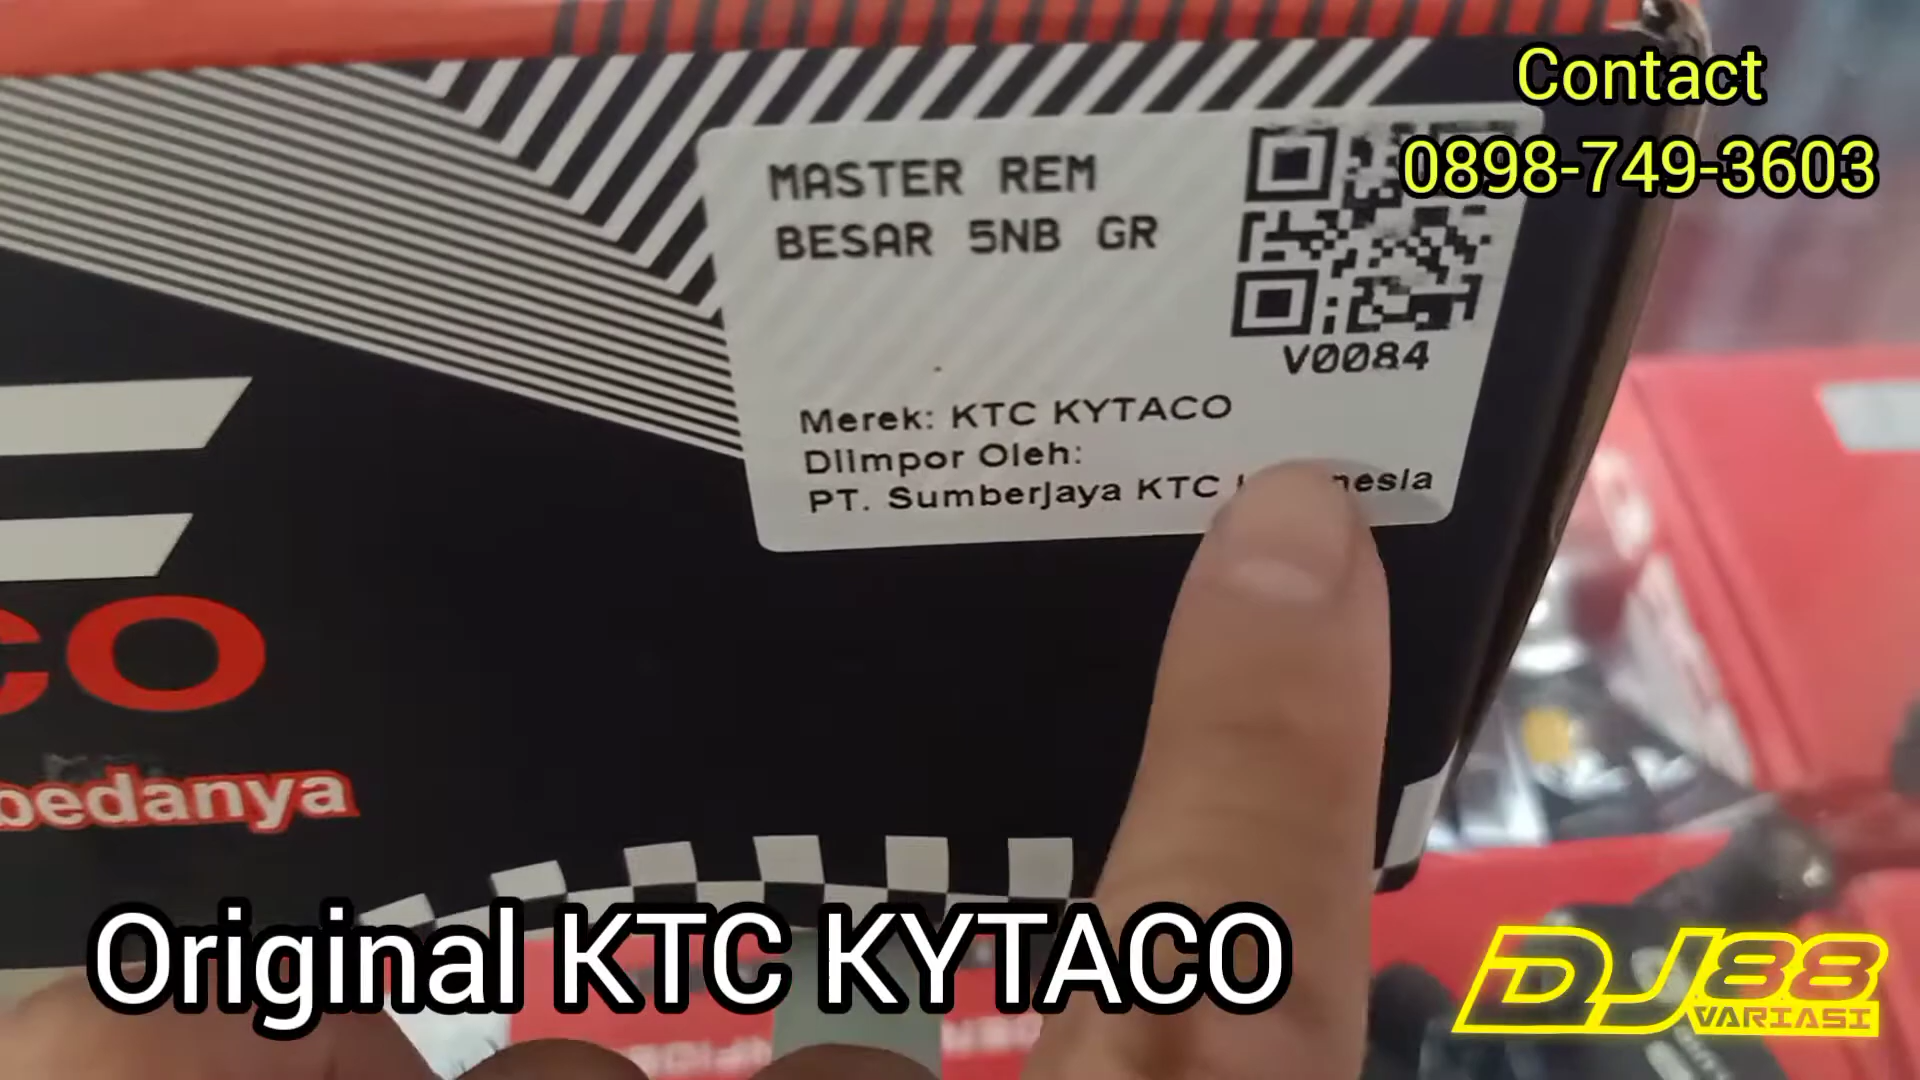 Contact
0898-749-3603
MASTER REM
BESAR 5NB GR
V0084
Merek: KTC KYTACO
DIImpor Oleh:
PT. SumberJaya KTC
CO
bedanya
Original KTC KYTACO
DJ88
VARIASI